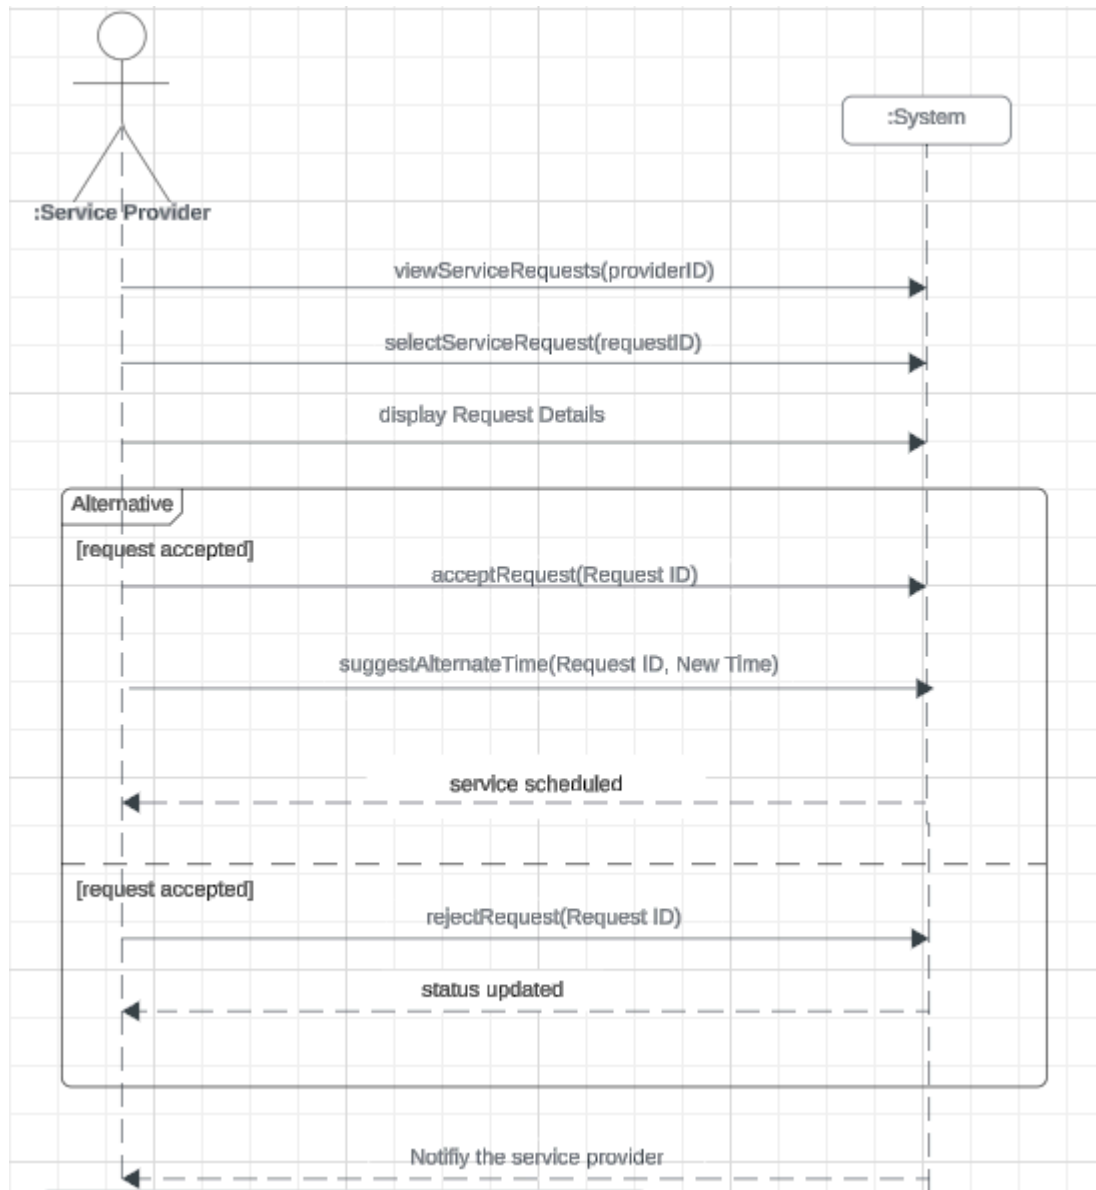 :System
:Service Provider
viewServiceRequests(providerID)
selectServiceRequest(requestID)
display Request Details
Alternative
[request accepted]
acceptRequest(Request ID)
suggestAlternateTime(Request ID, New Time)
service scheduled
[request accepted]
rejectRequest(Request ID)
status updated
Notifiy the service provider